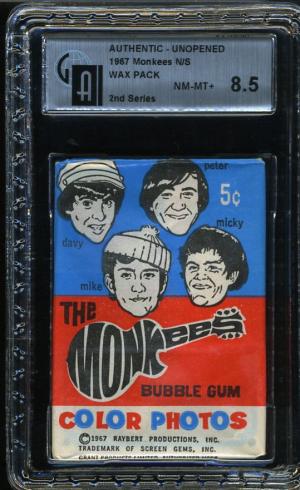 GAI
AUTHENTIC - UNOPENED
1967 Monkees N/S
WAX PACK
NM-MT+ 8.5
2nd Series
peter
5¢
davy
micky
mike
THE
MONKEES
BUBBLE GUM
COLOR PHOTOS
©1967 RAYBERT PRODUCTIONS, INC.
TRADEMARK OF SCREEN GEMS, INC.